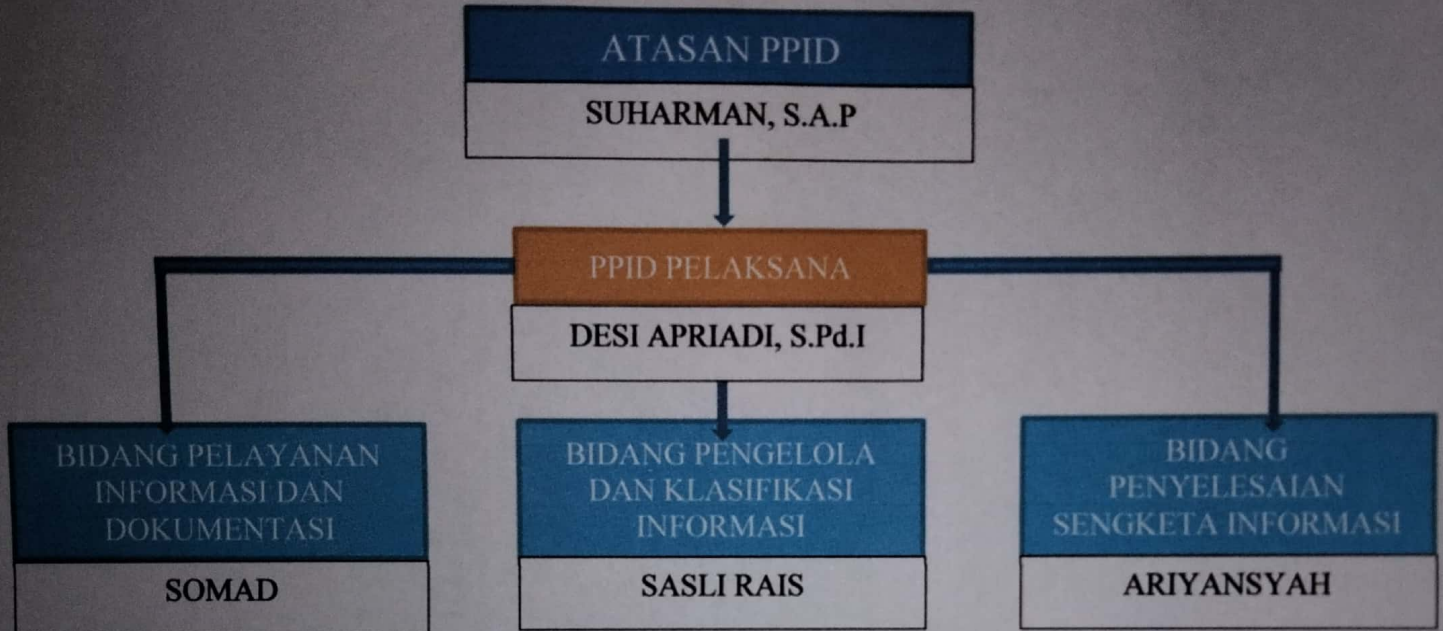 ATASAN PPID
SUHARMAN, S.A.P
PPID PELAKSANA
DESI APRIADI, S.Pd.I
BIDANG PELAYANAN
INFORMASI DAN
DOKUMENTASI
SOMAD
BIDANG PENGELOLA
DAN KLASIFIKASI
INFORMASI
SASLI RAIS
BIDANG
PENYELESAIAN
SENGKETA INFORMASI
ARIYANSYAH